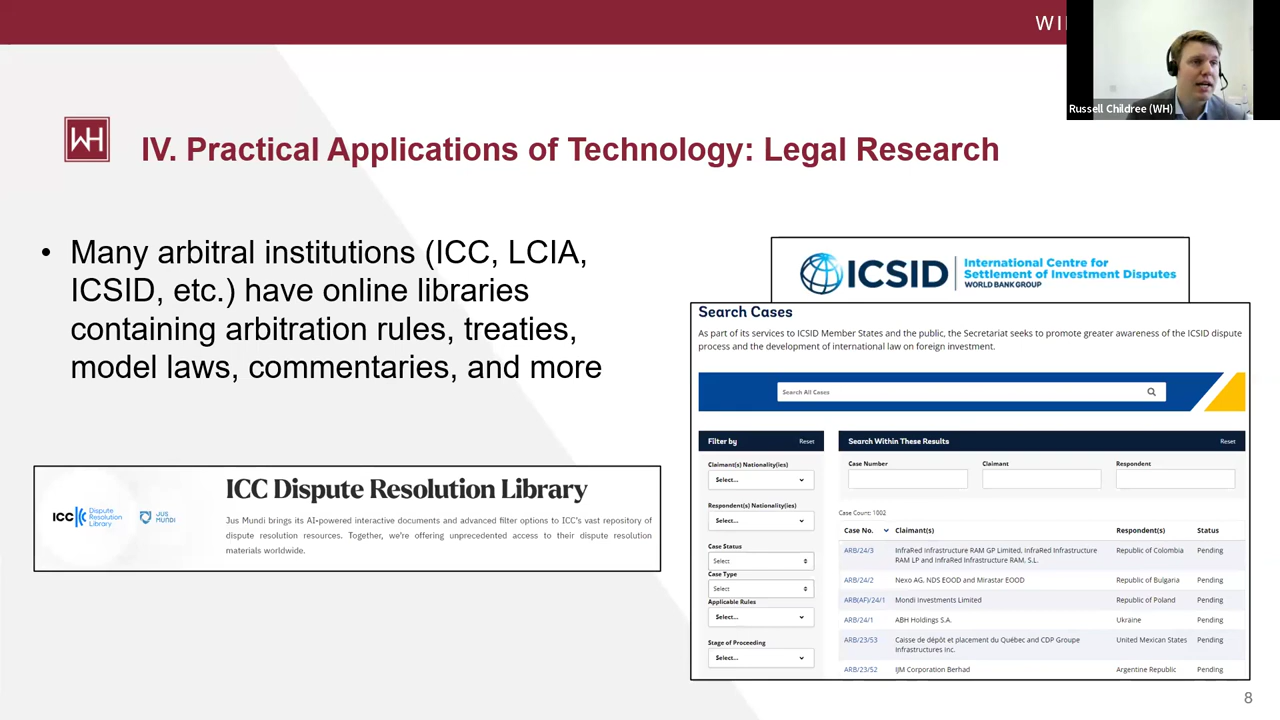 WI
Russell Childree (WH)
WH
IV. Practical Applications of Technology: Legal Research
• Many arbitral institutions (ICC, LCIA,
ICSID, etc.) have online libraries
containing arbitration rules, treaties,
model laws, commentaries, and more
ICC Dispute Resolution Library
JUS MUNDI
ICC Dispute Resolution Library
Jus Mundi brings its AI-powered interactive documents and advanced filter options to ICC's vast repository of
dispute resolution resources. Together, we're offering unprecedented access to their dispute resolution
materials worldwide.
ICSID
International Centre for
Settlement of Investment Disputes
WORLD BANK GROUP
Search Cases
As part of its services to ICSID Member States and the public, the Secretariat seeks to promote greater awareness of the ICSID dispute
process and the development of international law on foreign investment.
Search All Cases
Filter by Reset
Claimant(s) Nationality(ies)
Select...
Respondent(s) Nationality(ies)
Select...
Case Status
Select
Case Type
Select
Applicable Rules
Select...
Stage of Proceeding
Select...
Search Within These Results Reset
Case Number Claimant Respondent
Case Count: 1002
Case No. Claimant(s) Respondent(s) Status
ARB/24/3 InfraRed Infrastructure RAM GP Limited, InfraRed Infrastructure Republic of Colombia Pending
RAM LP and InfraRed Infrastructure RAM, S.L.
ARB/24/2 Nexo AG, NDS EOOD and Mirastar EOOD Republic of Bulgaria Pending
ARB(AF)/24/1 Mondi Investments Limited Republic of Poland Pending
ARB/24/1 ABH Holdings S.A. Ukraine Pending
ARB/23/53 Caisse de dépôt et placement du Québec and CDP Groupe United Mexican States Pending
Infrastructures Inc.
ARB/23/52 IJM Corporation Berhad Argentine Republic Pending
8